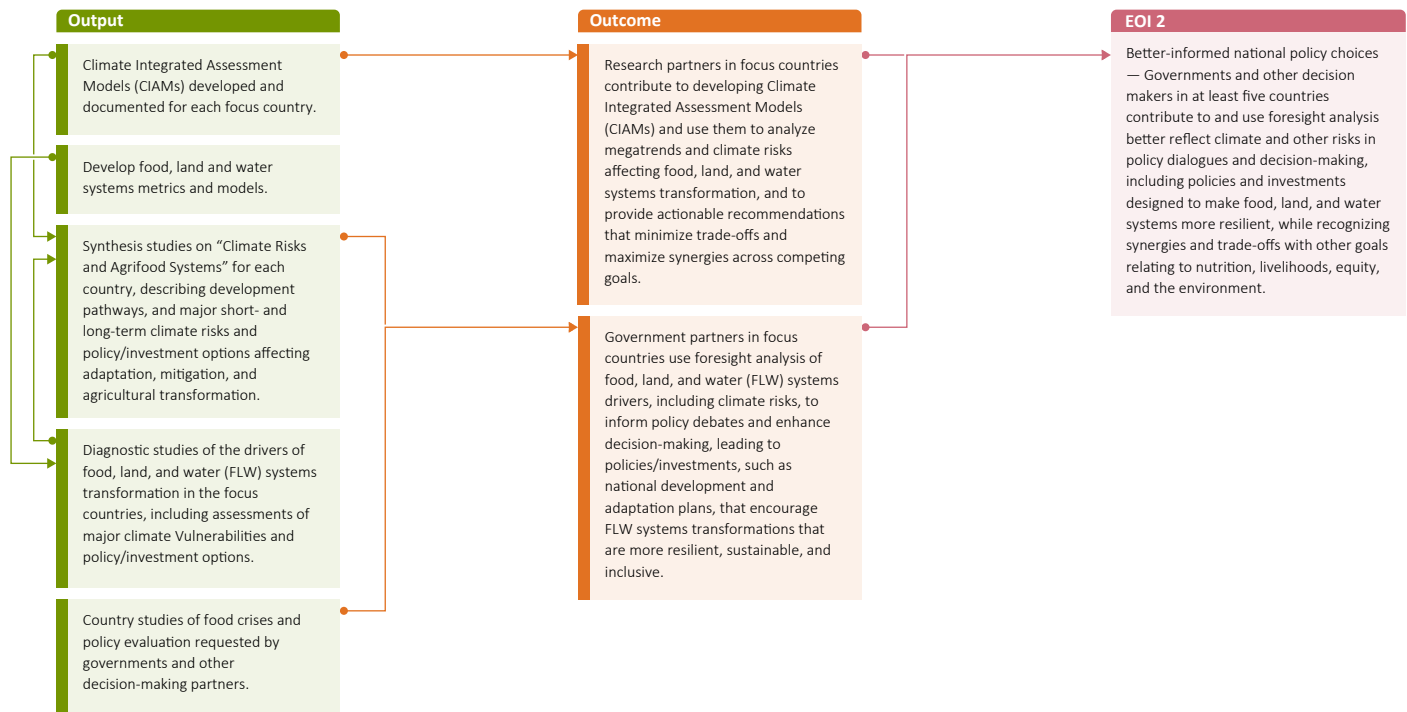 Output
Climate Integrated Assessment
Models (CIAMs) developed and
documented for each focus country.
Develop food, land and water
systems metrics and models.
Synthesis studies on “Climate Risks
and Agrifood Systems” for each
country, describing development
pathways, and major short- and
long-term climate risks and
policy/investment options affecting
adaptation, mitigation, and
agricultural transformation.
Diagnostic studies of the drivers of
food, land, and water (FLW) systems
transformation in the focus
countries, including assessments of
major climate Vulnerabilities and
policy/investment options.
Country studies of food crises and
policy evaluation requested by
governments and other
decision-making partners.
Outcome
Research partners in focus countries
contribute to developing Climate
Integrated Assessment Models
(CIAMs) and use them to analyze
megatrends and climate risks
affecting food, land, and water
systems transformation, and to
provide actionable recommendations
that minimize trade-offs and
maximize synergies across competing
goals.
Government partners in focus
countries use foresight analysis of
food, land, and water (FLW) systems
drivers, including climate risks, to
inform policy debates and enhance
decision-making, leading to
policies/investments, such as
national development and
adaptation plans, that encourage
FLW systems transformations that
are more resilient, sustainable, and
inclusive.
EOI 2
Better-informed national policy choices
— Governments and other decision
makers in at least five countries
contribute to and use foresight analysis
better reflect climate and other risks in
policy dialogues and decision-making,
including policies and investments
designed to make food, land, and water
systems more resilient, while recognizing
synergies and trade-offs with other goals
relating to nutrition, livelihoods, equity,
and the environment.